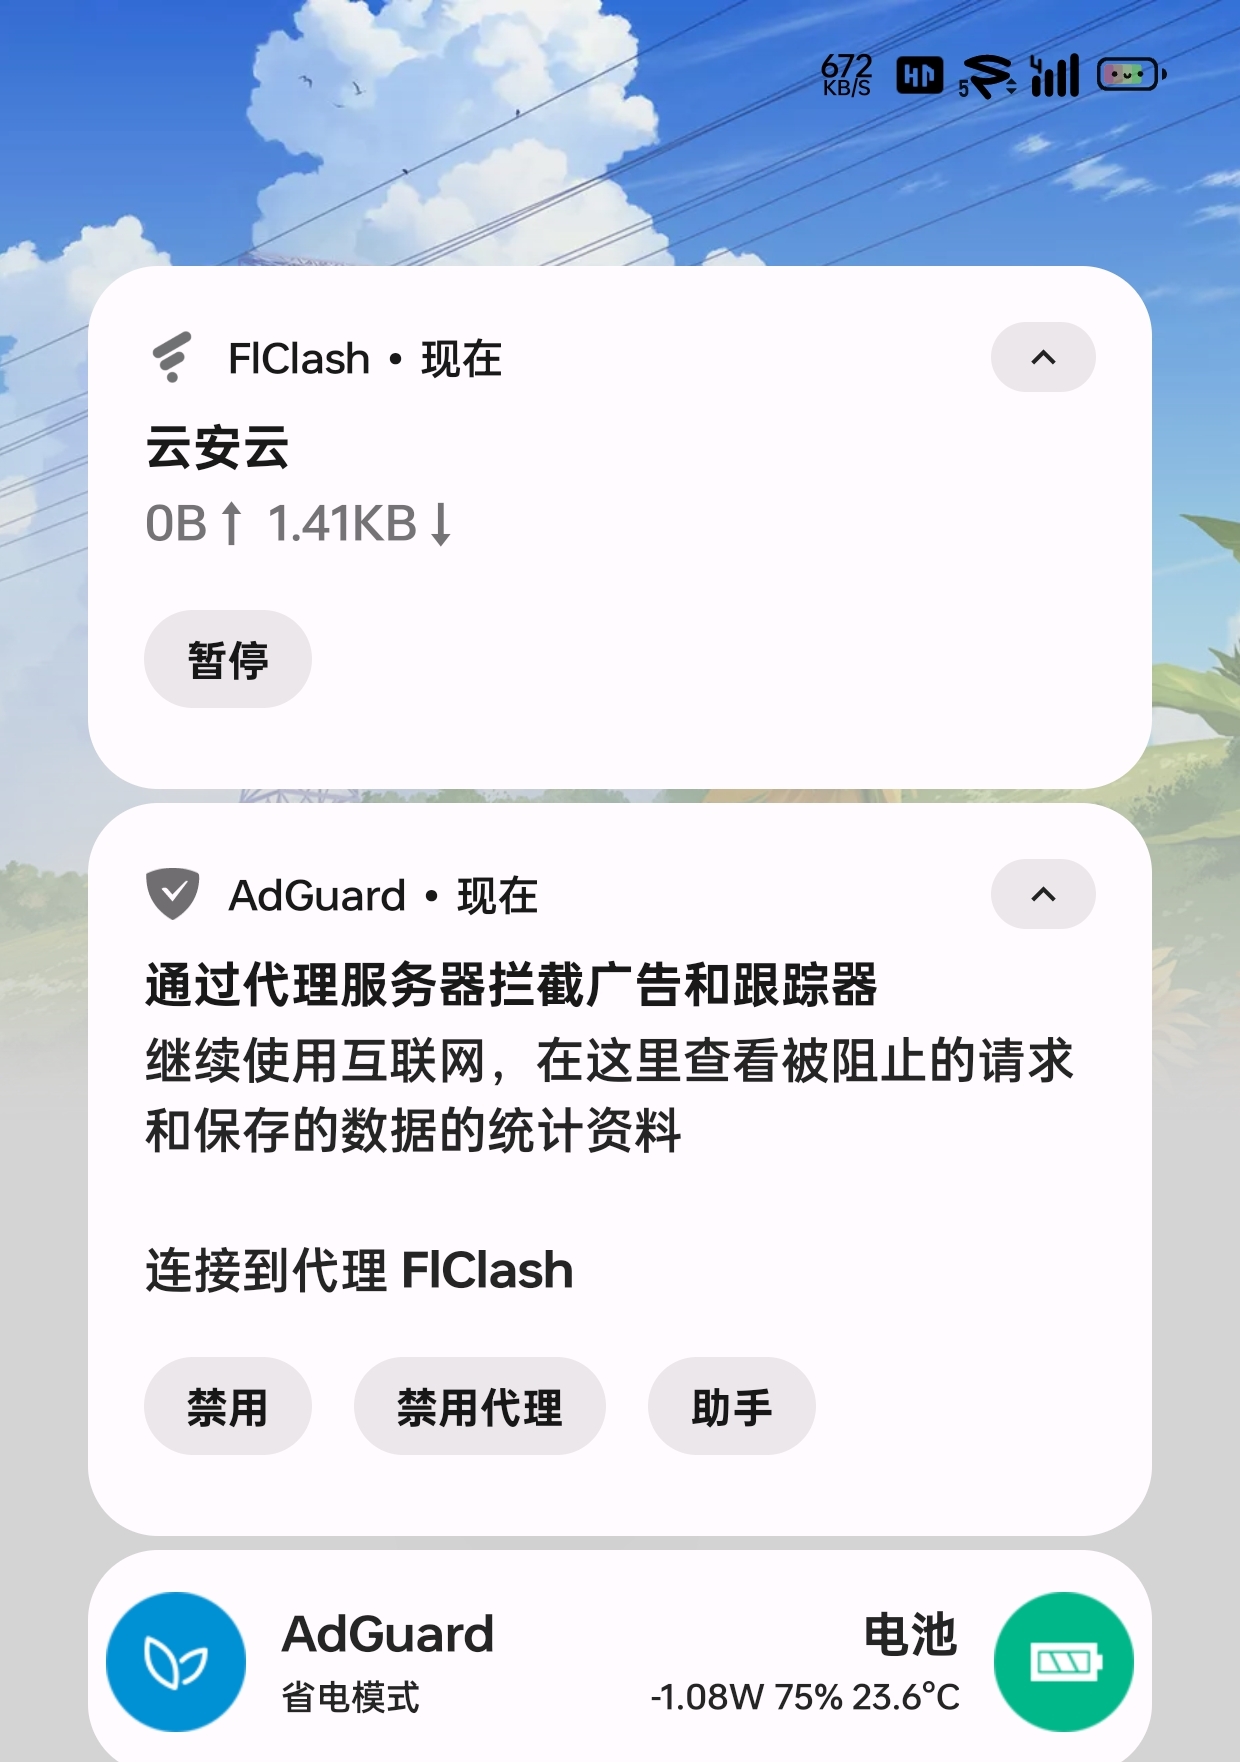 672
KB/S
5
4
FlClash • 现在
云安云
0B↑ 1.41KB↓
暂停
AdGuard • 现在
通过代理服务器拦截广告和跟踪器
继续使用互联网，在这里查看被阻止的请求
和保存的数据的统计资料
连接到代理 FlClash
禁用 禁用代理 助手
AdGuard 电池
省电模式 -1.08W 75% 23.6°C